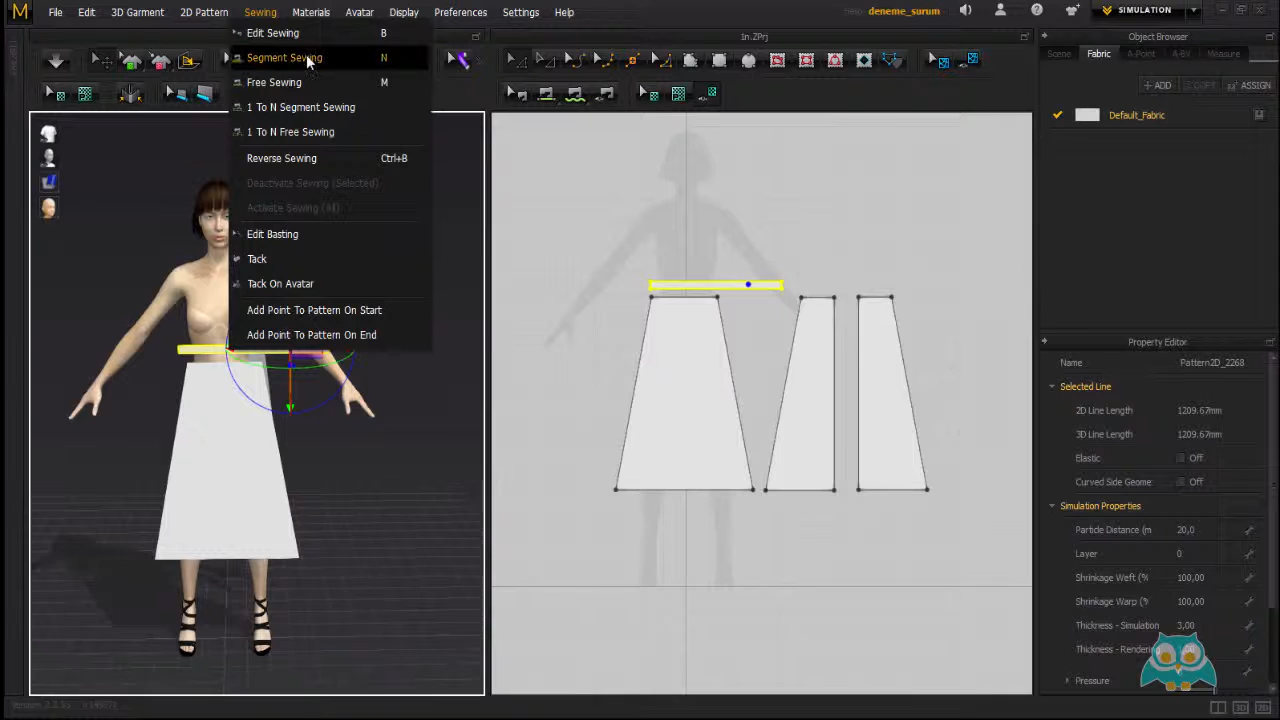 M File Edit 3D Garment 2D Pattern Sewing Materials Avatar Display Preferences Settings Help
deneme_surum
SIMULATION
1n.ZPrj
Object Browser
Scene Fabric A-BV Measure
+ ADD COPY ASSIGN
Default_Fabric
Edit Sewing B
Segment Sewing N
Free Sewing M
1 To N Segment Sewing
1 To N Free Sewing
Reverse Sewing Ctrl+B
Deactivate Sewing (Selected)
Activate Sewing (All)
Edit Basting
Tack
Tack On Avatar
Add Point To Pattern On Start
Add Point To Pattern On End
Property Editor
Name Pattern2D_2268
Selected Line
2D Line Length 1209.67mm
3D Line Length 1209.67mm
Elastic Off
Curved Side Geome Off
Simulation Properties
Particle Distance (m 20,0
Layer 0
Shrinkage Weft (% 100,00
Shrinkage Warp (% 100,00
Thickness - Simulation 3,00
Thickness - Rendering
Pressure
3D 2D